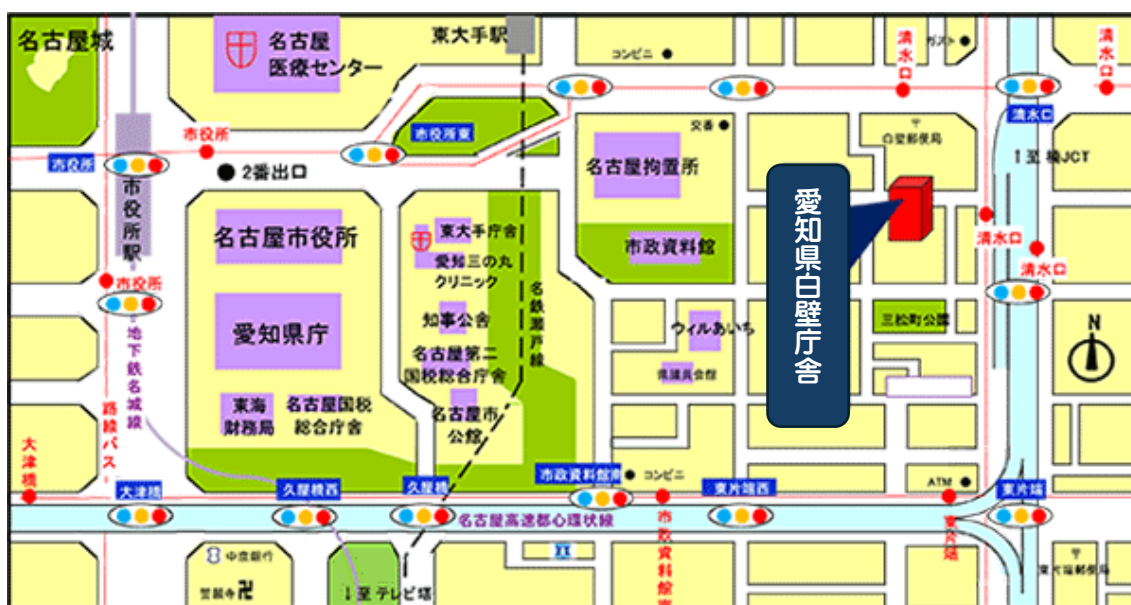 名古屋城
名古屋
医療センター
東大手駅
コンビニ
清水口
ガスト
清水口
清水口
市役所東
市役所
市役所
2番出口
交番
〒
白壁郵便局
↑至 楠JCT
名古屋拘置所
市役所駅
愛知県白壁庁舎
名古屋市役所
東大手庁舎
愛知三の丸
クリニック
市政資料館
清水口
清水口
市役所
名鉄瀬戸線
知事公舎
愛知県庁
ウィルあいち
三松町公園
N
地下鉄名城線
名古屋第二
国税総合庁舎
県議員会館
東海
財務局
名古屋国税
総合庁舎
名古屋市
公館
路線バス
大津橋
大津橋
久屋橋西
久屋橋
市政資料館南
コンビニ
東片端西
ATM
東片端
名古屋高速都心環状線
市政資料館南
東片端
中京銀行
↓至 テレビ塔
〒
東片端郵便局